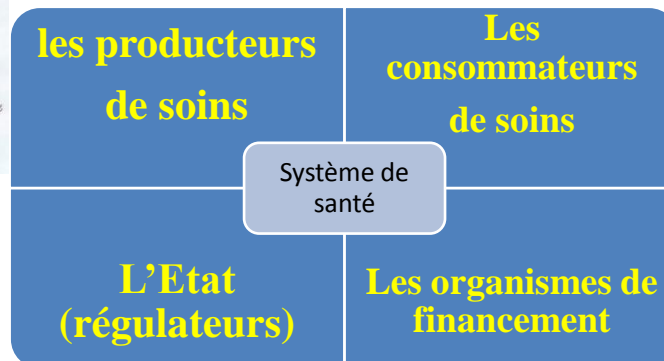 les producteurs
de soins
Les
consommateurs
de soins
Système de
santé
L’Etat
(régulateurs)
Les organismes de
financement